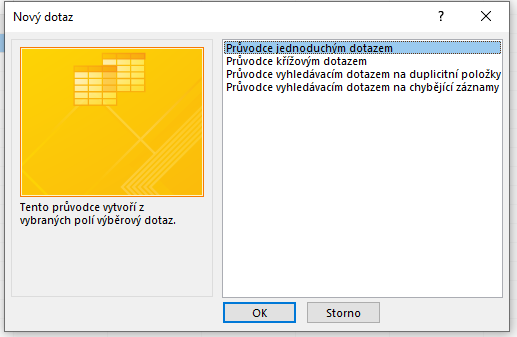 Nový dotaz
?
Průvodce jednoduchým dotazem
Průvodce křížovým dotazem
Průvodce vyhledávacím dotazem na duplicitní položky
Průvodce vyhledávacím dotazem na chybějící záznamy
Tento průvodce vytvoří z
vybraných polí výběrový dotaz.
OK
Storno